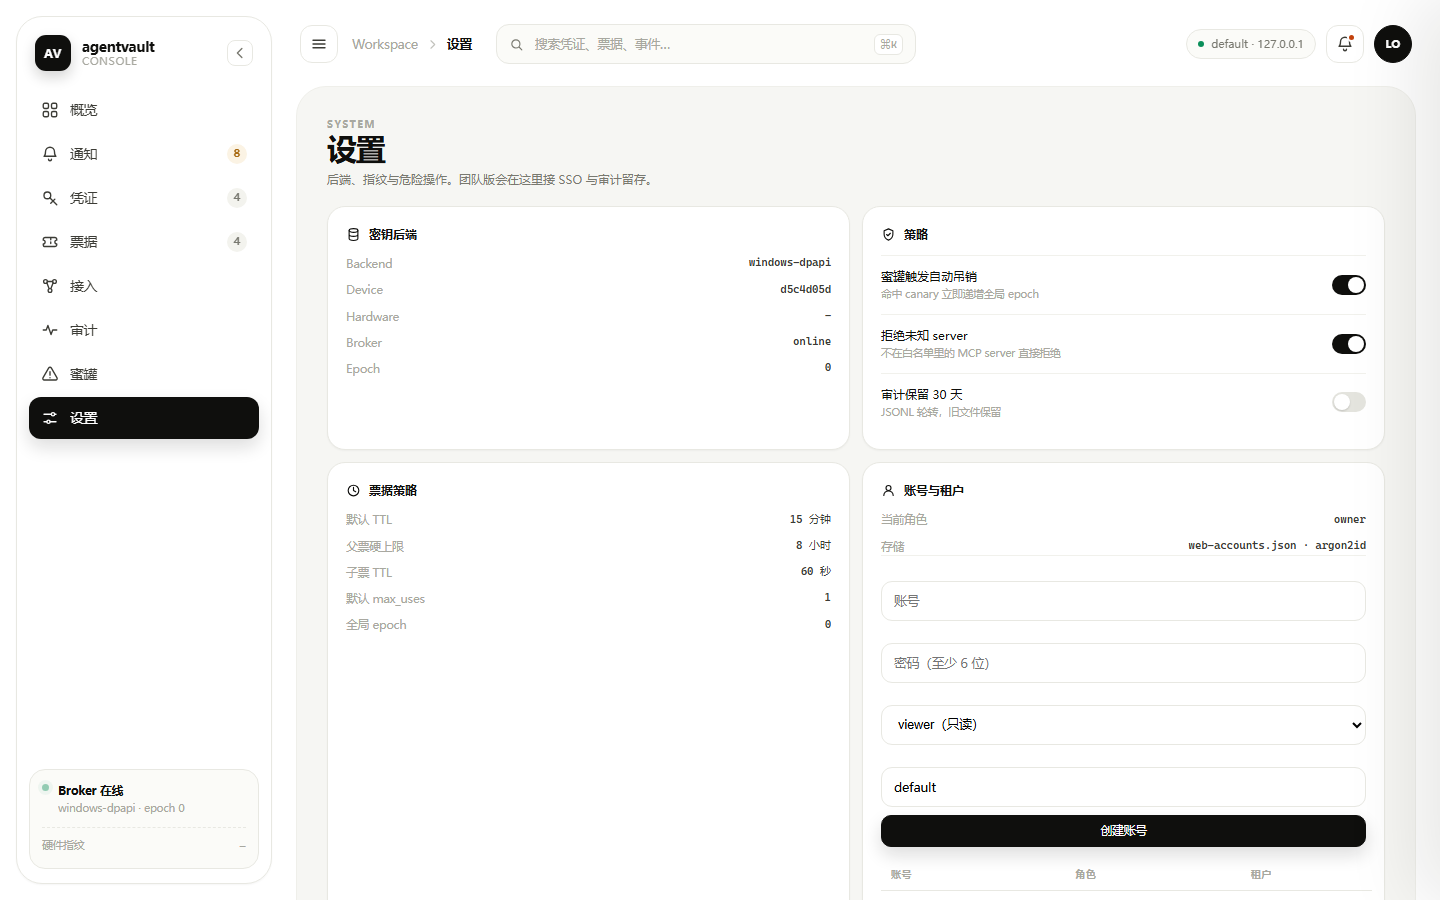 AV
agentvault
CONSOLE
概览
通知 8
凭证 4
票据 4
接入
审计
蜜罐
设置
Broker 在线
windows-dpapi · epoch 0
硬件指纹 –
Workspace > 设置
搜索凭证、票据、事件... ⌘K
default · 127.0.0.1
LO
SYSTEM
设置
后端、指纹与危险操作。团队版会在这里接 SSO 与审计留存。
密钥后端
Backend windows-dpapi
Device d5c4d05d
Hardware –
Broker online
Epoch 0
策略
蜜罐触发自动吊销
命中 canary 立即递增全局 epoch
拒绝未知 server
不在白名单里的 MCP server 直接拒绝
审计保留 30 天
JSONL 轮转，旧文件保留
票据策略
默认 TTL 15 分钟
父票硬上限 8 小时
子票 TTL 60 秒
默认 max_uses 1
全局 epoch 0
账号与租户
当前角色 owner
存储 web-accounts.json · argon2id
账号
密码（至少 6 位）
viewer（只读）
default
创建账号
账号 角色 租户